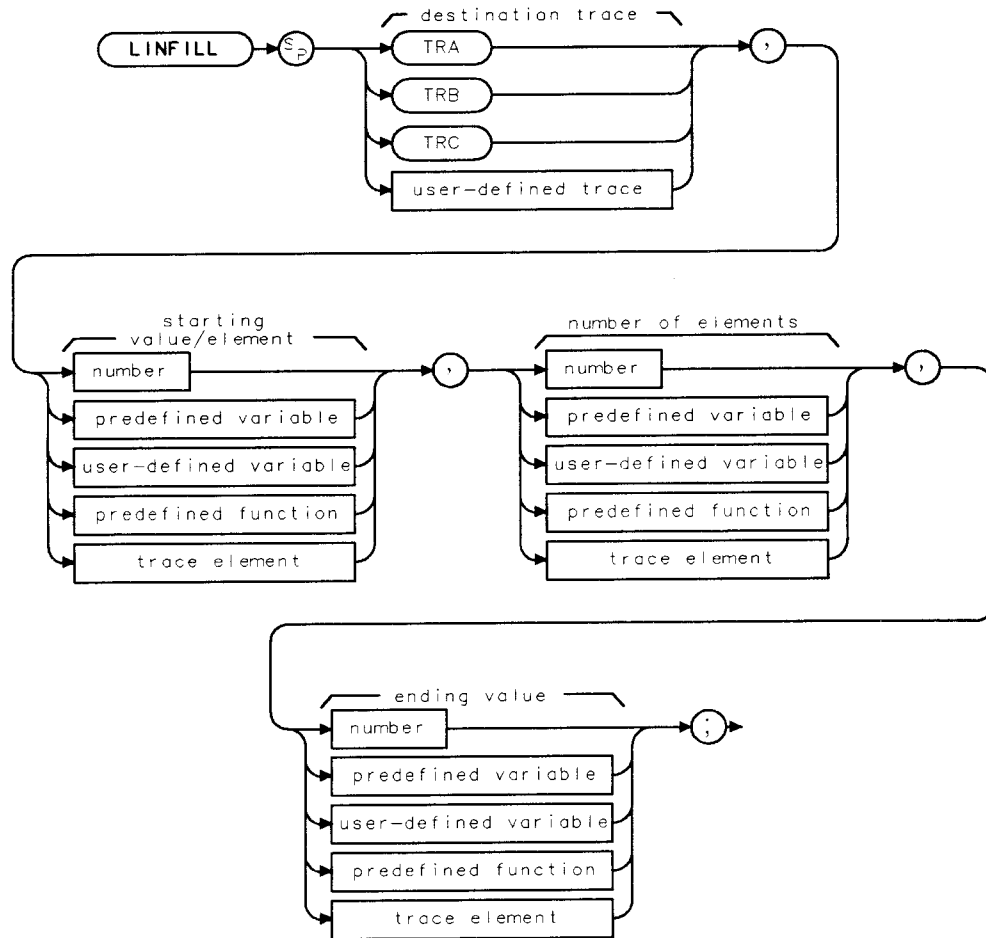 destination trace
LINFILL
SP
TRA
,
TRB
TRC
user-defined trace
starting
value/element
number
,
predefined variable
user-defined variable
predefined function
trace element
number of elements
number
,
predefined variable
user-defined variable
predefined function
trace element
ending value
number
;
predefined variable
user-defined variable
predefined function
trace element